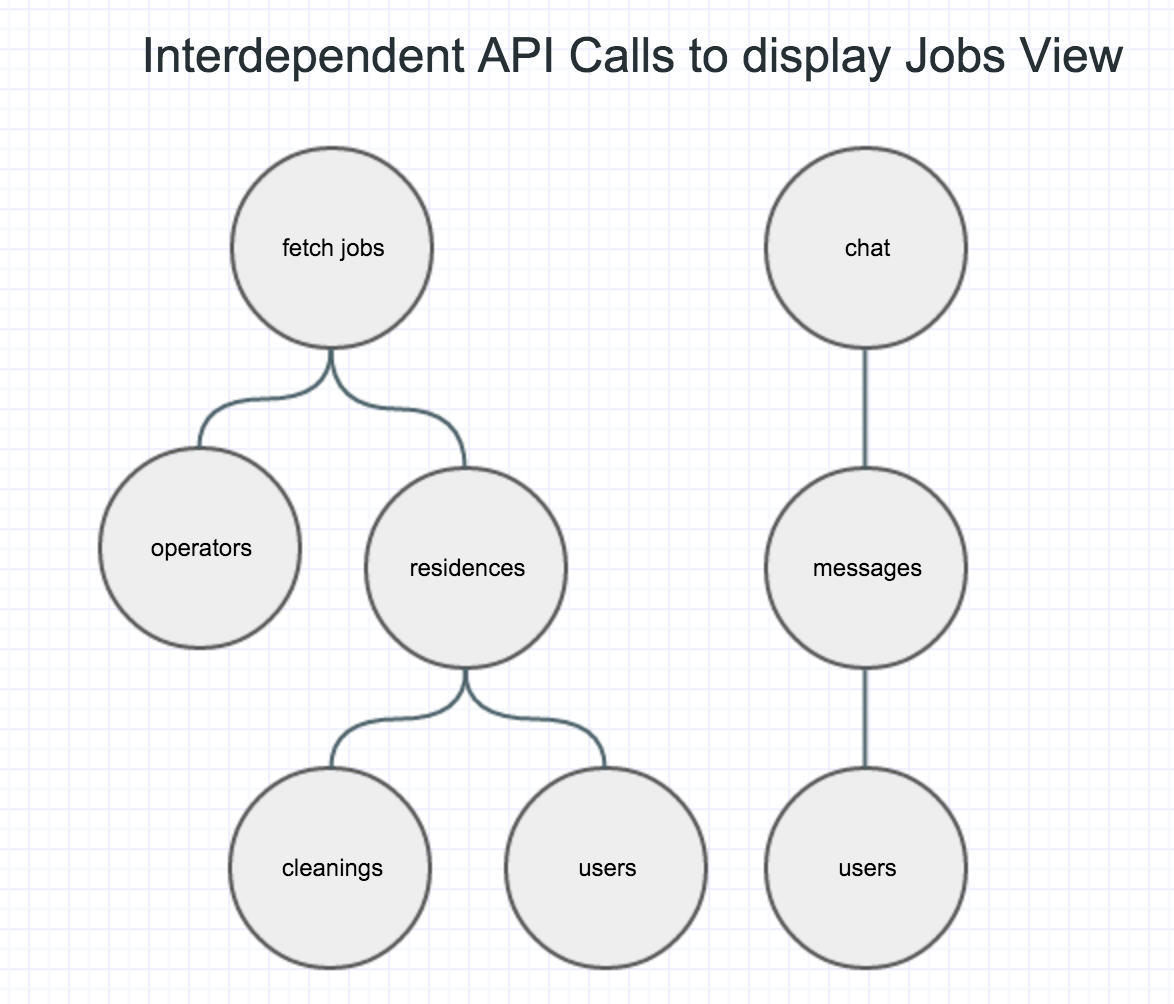 Interdependent API Calls to display Jobs View
fetch jobs
chat
operators
residences
messages
cleanings
users
users